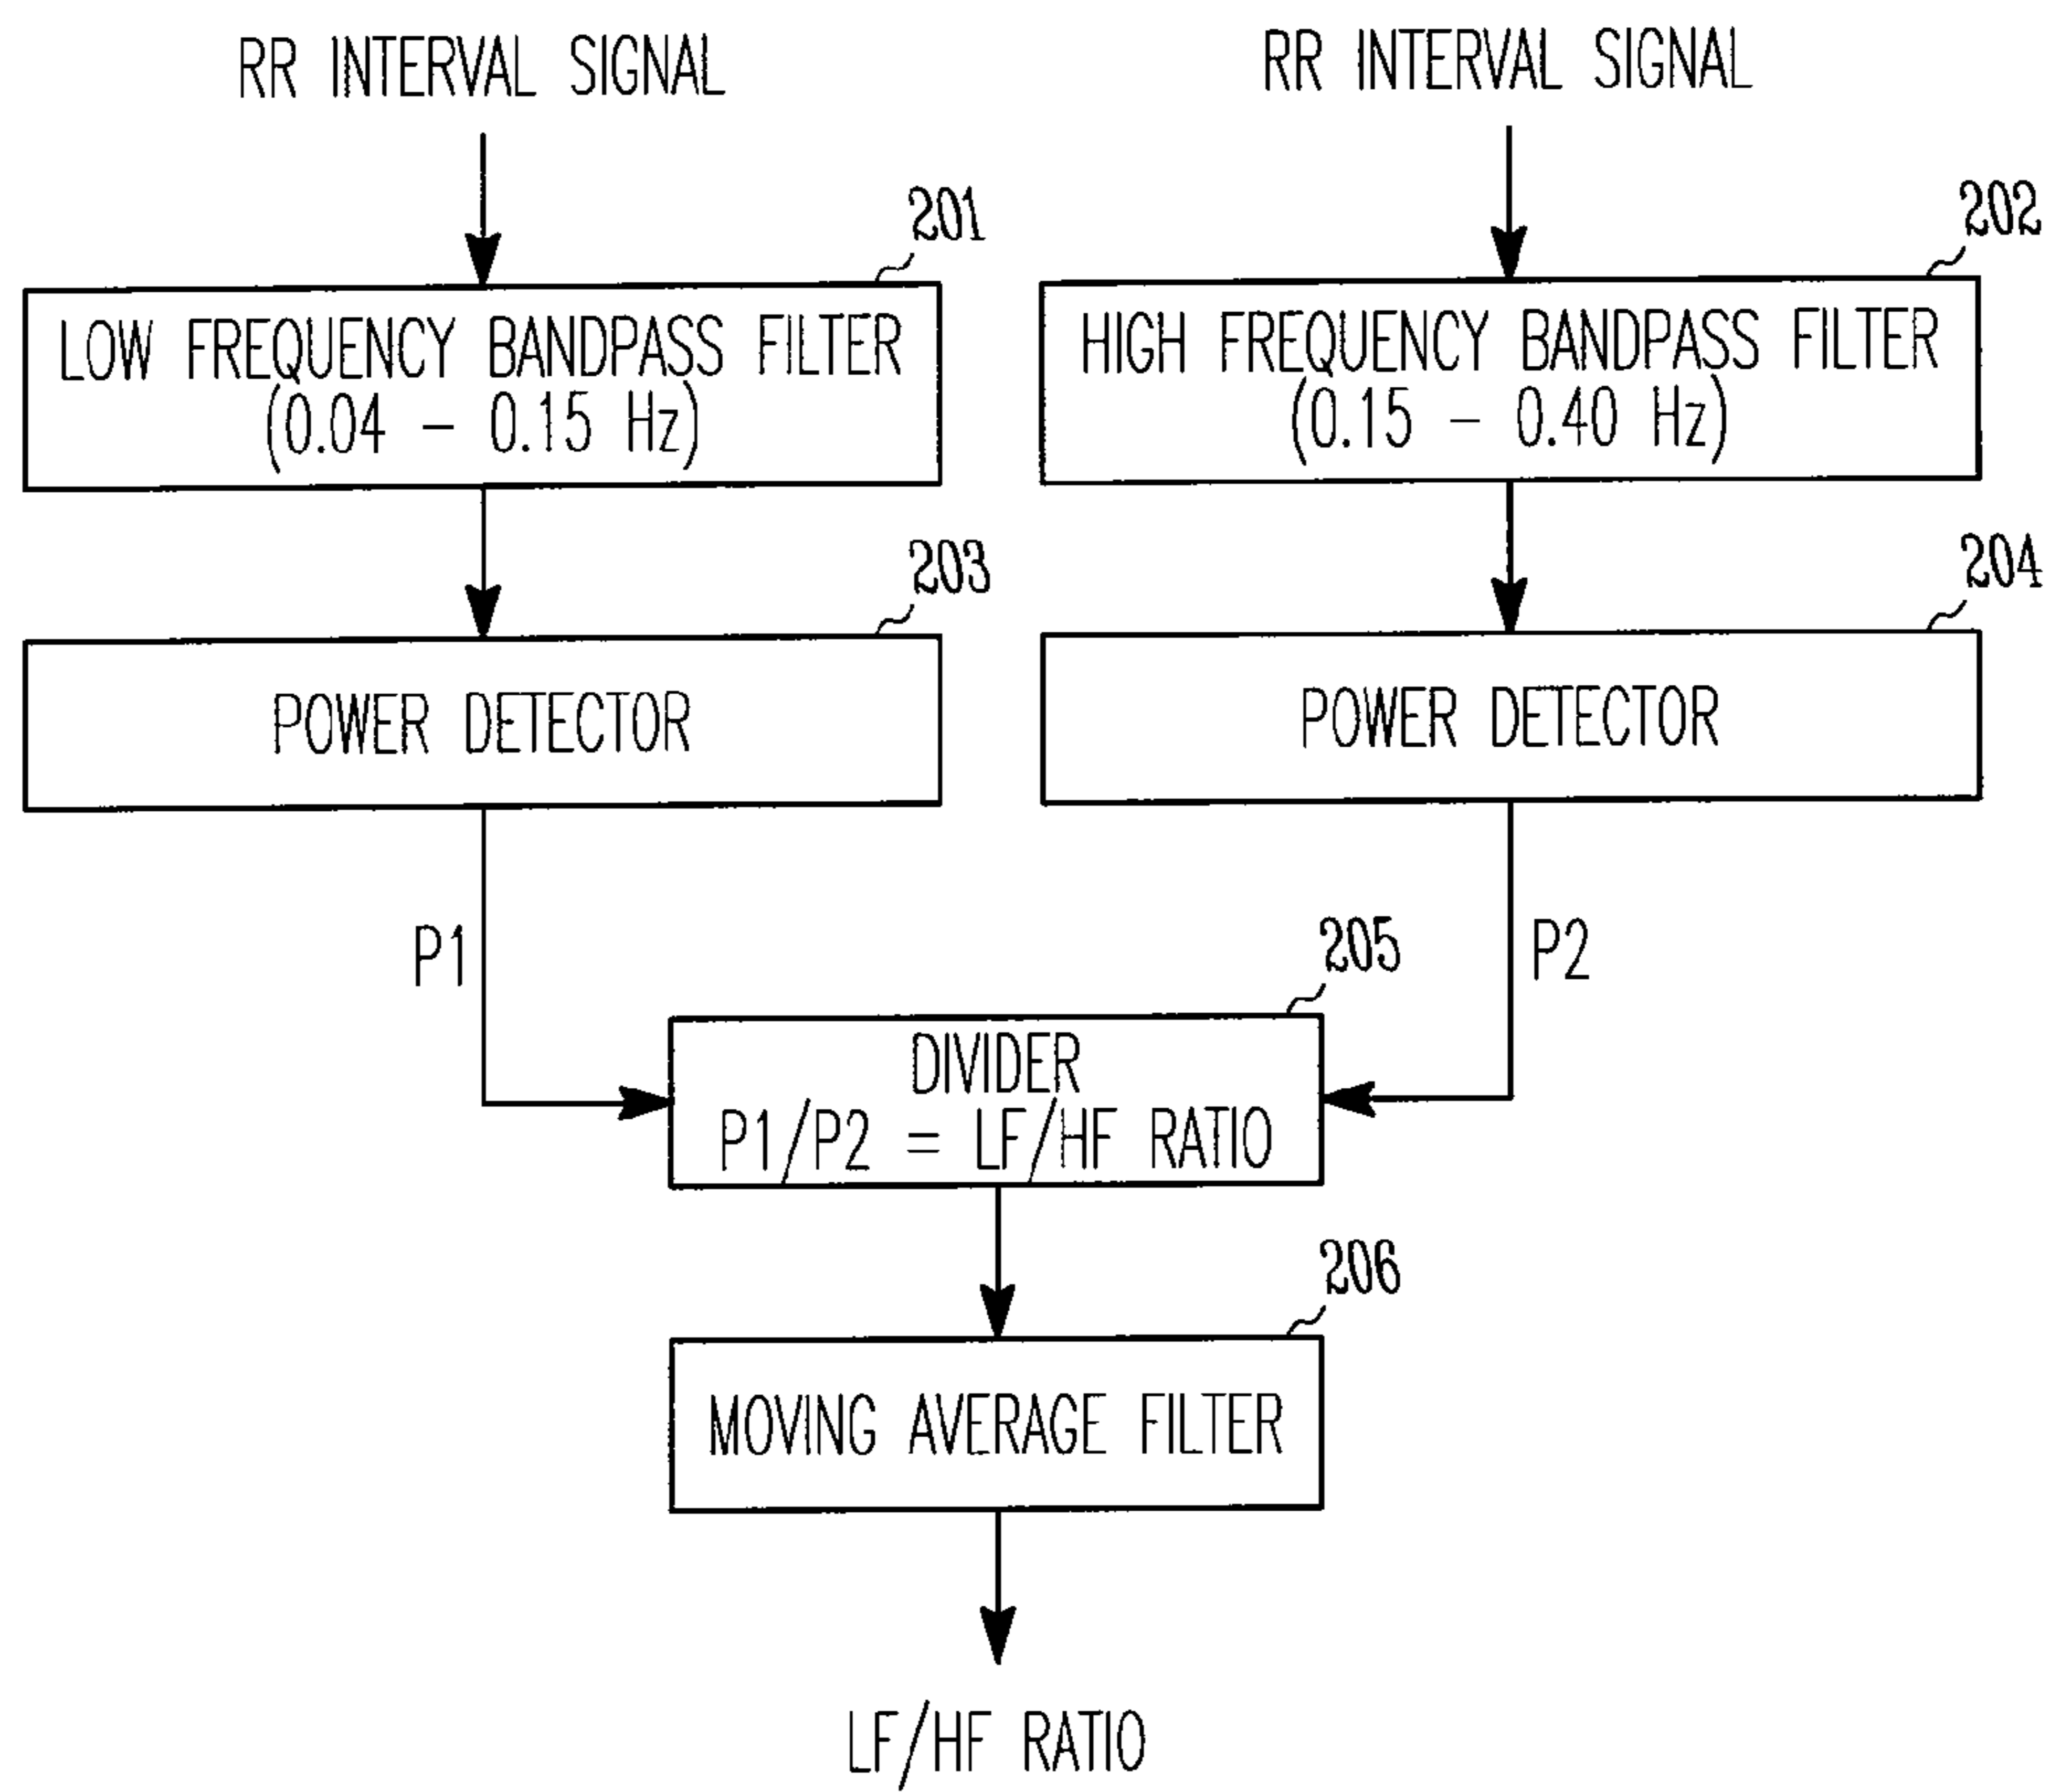 RR INTERVAL SIGNAL
RR INTERVAL SIGNAL
201
202
LOW FREQUENCY BANDPASS FILTER
(0.04 – 0.15 Hz)
HIGH FREQUENCY BANDPASS FILTER
(0.15 – 0.40 Hz)
203
204
POWER DETECTOR
POWER DETECTOR
P1
205
P2
DIVIDER
P1/P2 = LF/HF RATIO
206
MOVING AVERAGE FILTER
LF/HF RATIO